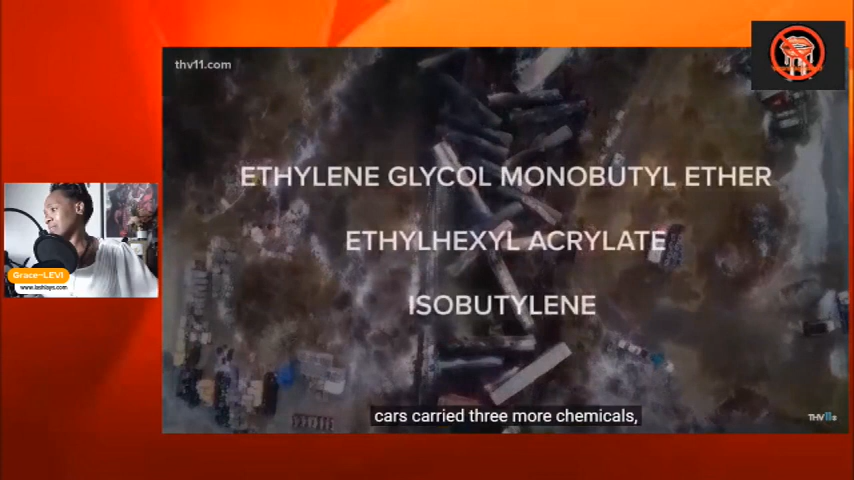 thv11.com
ETHYLENE GLYCOL MONOBUTYL ETHER
ETHYLHEXYL ACRYLATE
ISOBUTYLENE
Grace-LEVI
www.lashlays.com
cars carried three more chemicals,
THV11